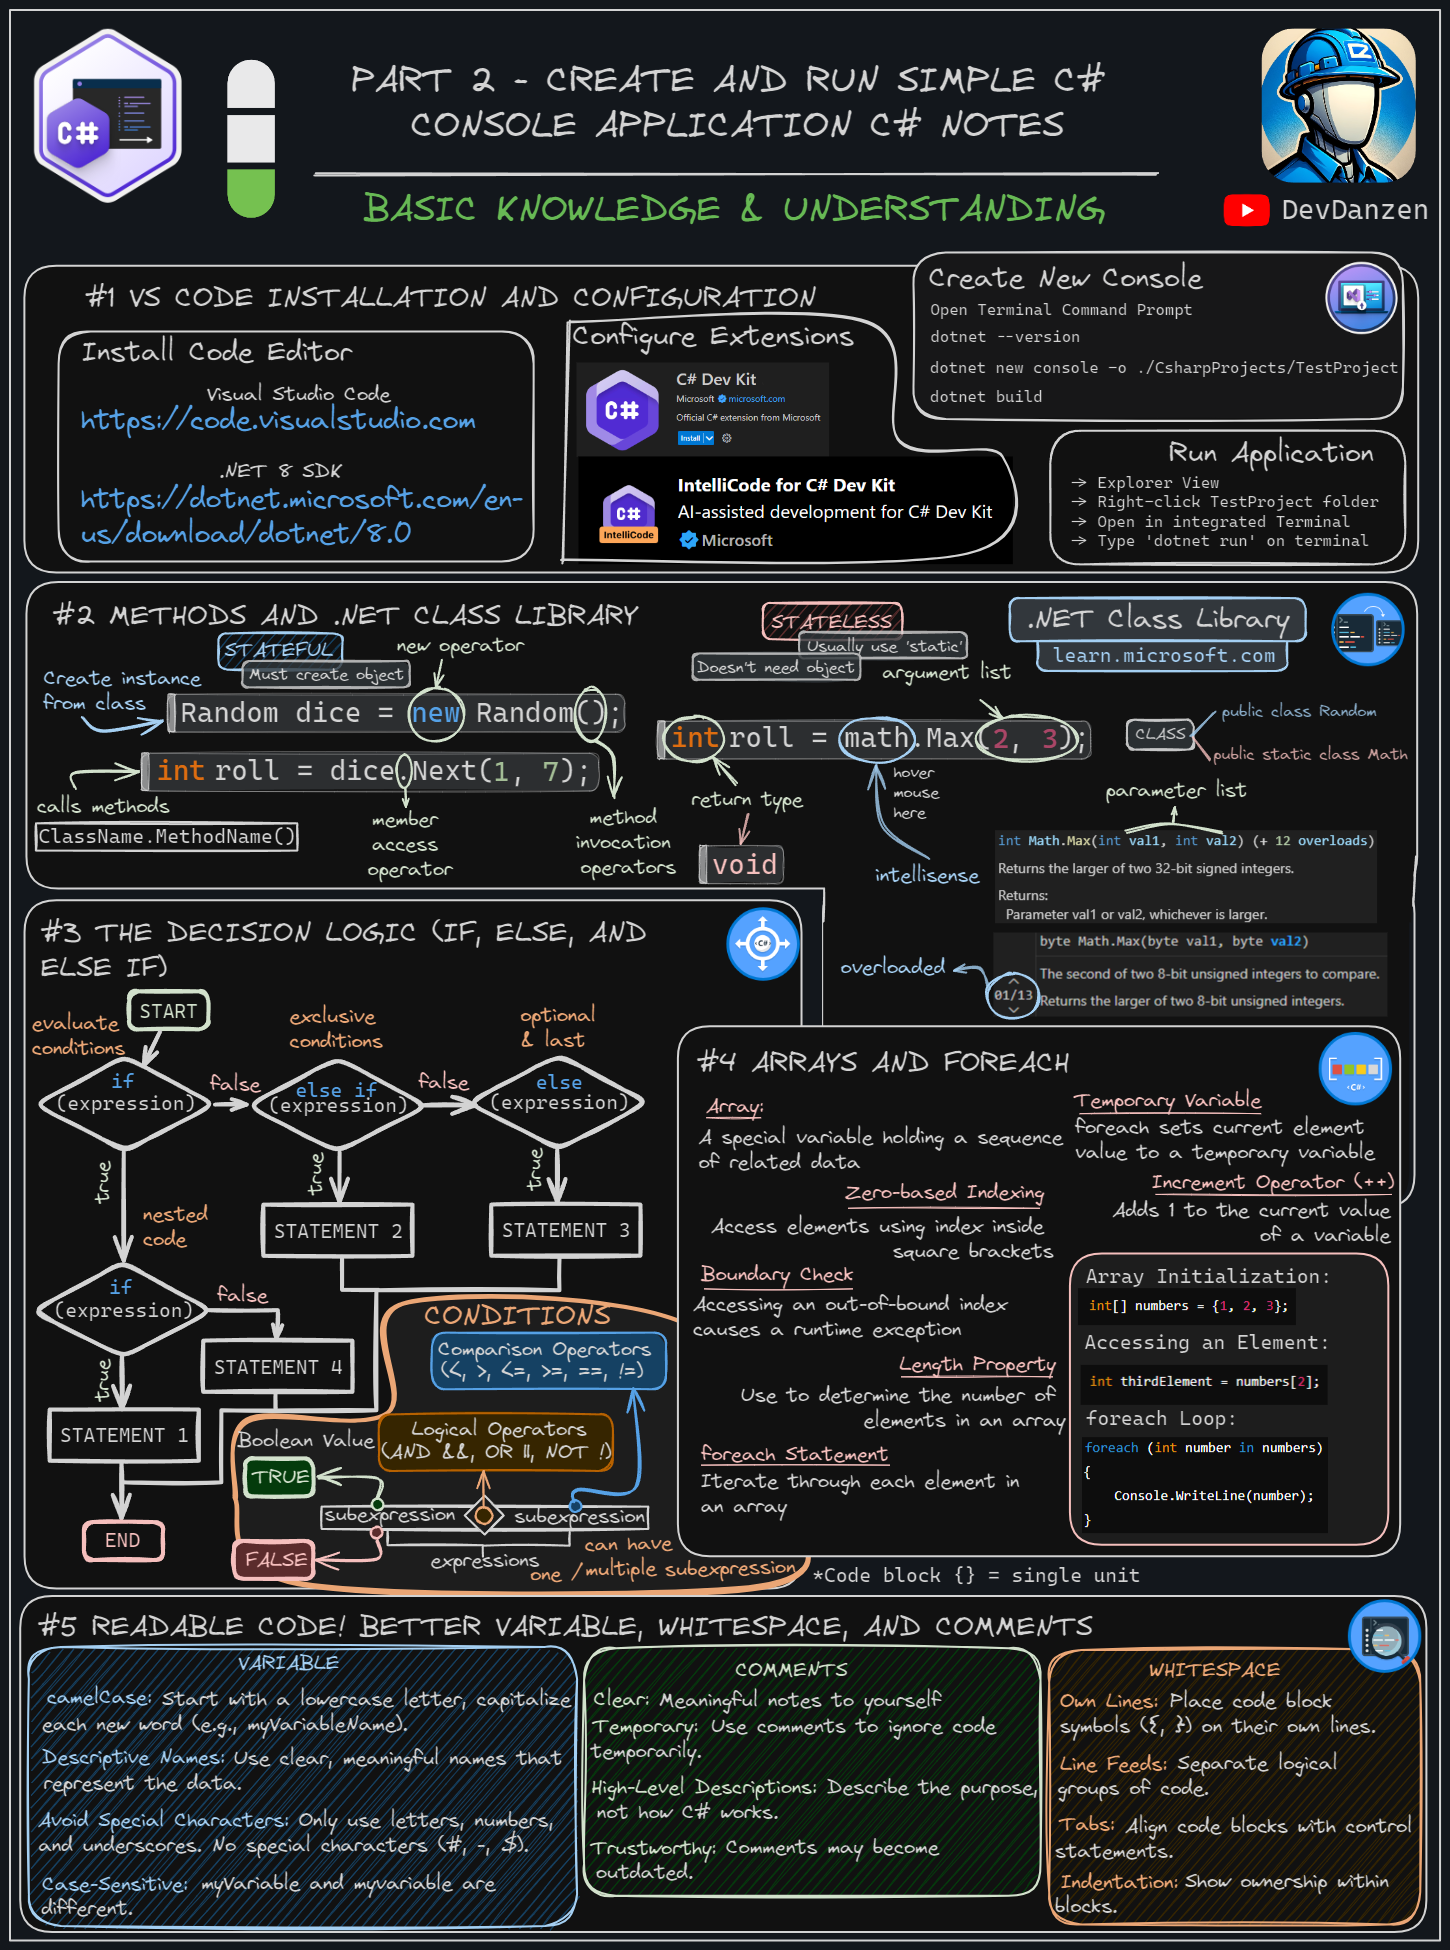 PART 2 - CREATE AND RUN SIMPLE C#
CONSOLE APPLICATION C# NOTES
BASIC KNOWLEDGE & UNDERSTANDING
C#
DevDanzen
#1 VS CODE INSTALLATION AND CONFIGURATION
Install Code Editor
Visual Studio Code
https://code.visualstudio.com
.NET 8 SDK
https://dotnet.microsoft.com/en-
us/download/dotnet/8.0
Configure Extensions
C#
C# Dev Kit
Microsoft microsoft.com
Official C# extension from Microsoft
Install
C#
IntelliCode
IntelliCode for C# Dev Kit
AI-assisted development for C# Dev Kit
Microsoft
Create New Console
Open Terminal Command Prompt
dotnet --version
dotnet new console -o ./CsharpProjects/TestProject
dotnet build
Run Application
→ Explorer View
→ Right-click TestProject folder
→ Open in integrated Terminal
→ Type 'dotnet run' on terminal
#2 METHODS AND .NET CLASS LIBRARY
STATEFUL
Must create object
new operator
Create instance
from class
Random dice = new Random();
int roll = dice.Next(1, 7);
calls methods
ClassName.MethodName()
member
access
operator
method
invocation
operators
STATELESS
Usually use 'static'
Doesn't need object
argument list
int roll = math.Max(2, 3);
return type
void
hover
mouse
here
intellisense
.NET Class Library
learn.microsoft.com
CLASS
public class Random
public static class Math
parameter list
int Math.Max(int val1, int val2) (+ 12 overloads)
Returns the larger of two 32-bit signed integers.
Returns:
Parameter val1 or val2, whichever is larger.
overloaded
01/13
byte Math.Max(byte val1, byte val2)
The second of two 8-bit unsigned integers to compare.
Returns the larger of two 8-bit unsigned integers.
#3 THE DECISION LOGIC (IF, ELSE, AND
ELSE IF)
C#
START
evaluate
conditions
exclusive
conditions
optional
& last
if
(expression)
false
else if
(expression)
false
else
(expression)
true
true
true
nested
code
STATEMENT 2
STATEMENT 3
if
(expression)
false
STATEMENT 4
true
STATEMENT 1
END
CONDITIONS
Comparison Operators
(<, >, <=, >=, ==, !=)
Logical Operators
(AND &&, OR ||, NOT !)
Boolean Value
TRUE
FALSE
subexpression
subexpression
expressions
can have
one / multiple subexpression
#4 ARRAYS AND FOREACH
C#
Array:
A special variable holding a sequence
of related data
Zero-based Indexing
Access elements using index inside
square brackets
Boundary Check
Accessing an out-of-bound index
causes a runtime exception
Length Property
Use to determine the number of
elements in an array
foreach Statement
Iterate through each element in
an array
Temporary Variable
foreach sets current element
value to a temporary variable
Increment Operator (++)
Adds 1 to the current value
of a variable
Array Initialization:
int[] numbers = {1, 2, 3};
Accessing an Element:
int thirdElement = numbers[2];
foreach Loop:
foreach (int number in numbers)
{
Console.WriteLine(number);
}
*Code block {} = single unit
#5 READABLE CODE! BETTER VARIABLE, WHITESPACE, AND COMMENTS
VARIABLE
camelCase: Start with a lowercase letter, capitalize
each new word (e.g., myVariableName).
Descriptive Names: Use clear, meaningful names that
represent the data.
Avoid Special Characters: Only use letters, numbers,
and underscores. No special characters (#, -, $).
Case-Sensitive: myVariable and myvariable are
different.
COMMENTS
Clear: Meaningful notes to yourself
Temporary: Use comments to ignore code
temporarily.
High-Level Descriptions: Describe the purpose,
not how C# works.
Trustworthy: Comments may become
outdated.
WHITESPACE
Own Lines: Place code block
symbols ({, }) on their own lines.
Line Feeds: Separate logical
groups of code.
Tabs: Align code blocks with control
statements.
Indentation: Show ownership within
blocks.